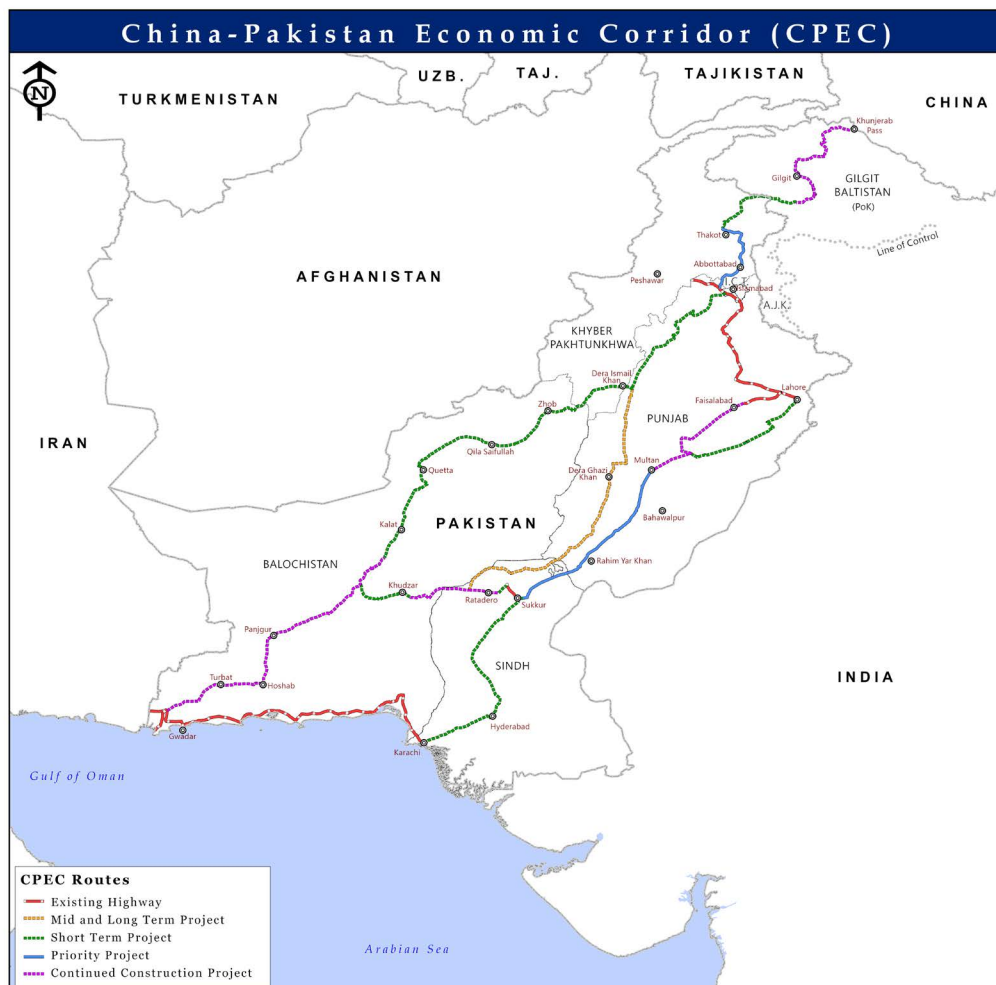 China-Pakistan Economic Corridor (CPEC)
N
UZB.
TAJ.
TAJIKISTAN
TURKMENISTAN
CHINA
Khunjerab
Pass
Gilgit
GILGIT
BALTISTAN
(PoK)
Thakot
Line of Control
Abbottabad
AFGHANISTAN
Peshawar
I.C.T.
Islamabad
A.J.K.
KHYBER
PAKHTUNKHWA
Dera Ismail
Khan
Lahore
Zhob
Faisalabad
PUNJAB
IRAN
Qila Saifullah
Quetta
Multan
Dera Ghazi
Khan
Bahawalpur
Kalat
PAKISTAN
BALOCHISTAN
Rahim Yar Khan
Khudzar
Ratadero
Sukkur
Panjgur
SINDH
INDIA
Turbat
Hoshab
Hyderabad
Gwadar
Karachi
Gulf of Oman
Arabian Sea
CPEC Routes
Existing Highway
Mid and Long Term Project
Short Term Project
Priority Project
Continued Construction Project